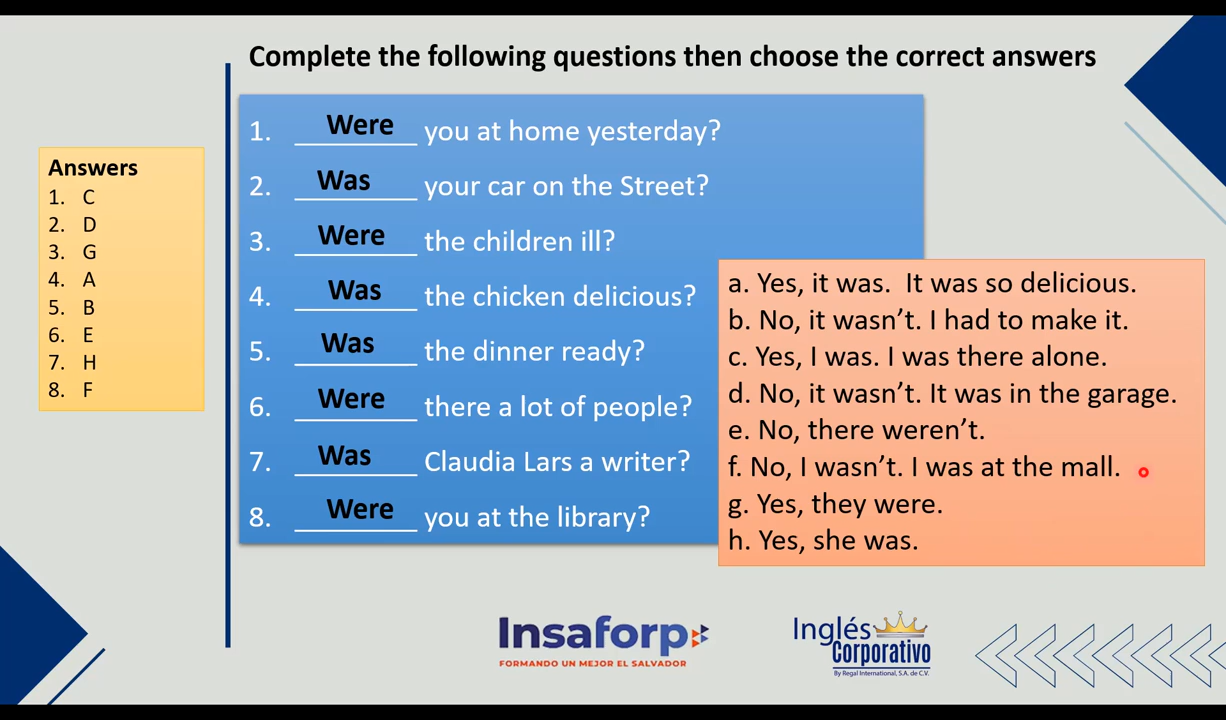 Complete the following questions then choose the correct answers
Answers
1. C
2. D
3. G
4. A
5. B
6. E
7. H
8. F
1. Were you at home yesterday?
2. Was your car on the Street?
3. Were the children ill?
4. Was the chicken delicious?
5. Was the dinner ready?
6. Were there a lot of people?
7. Was Claudia Lars a writer?
8. Were you at the library?
a. Yes, it was. It was so delicious.
b. No, it wasn’t. I had to make it.
c. Yes, I was. I was there alone.
d. No, it wasn’t. It was in the garage.
e. No, there weren’t.
f. No, I wasn’t. I was at the mall.
g. Yes, they were.
h. Yes, she was.
Insaforp
FORMANDO UN MEJOR EL SALVADOR
Inglés
Corporativo
By Regal International, S.A. de C.V.